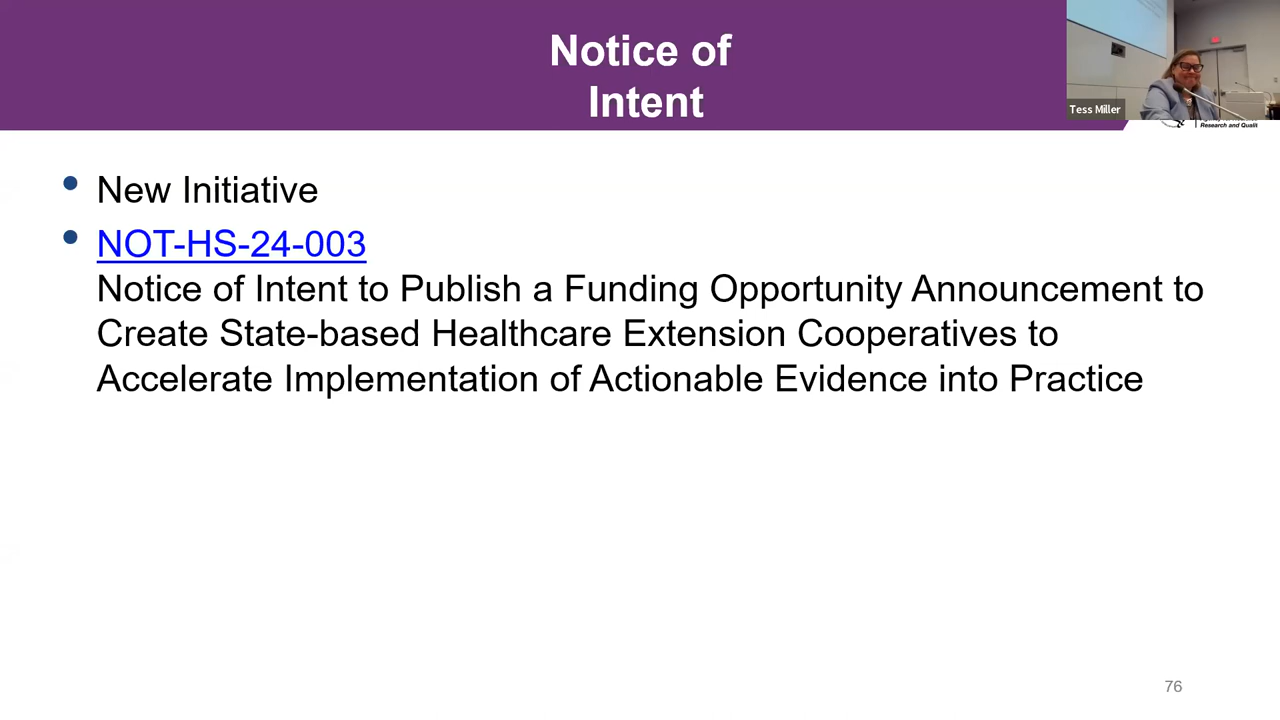 Notice of
Intent
Tess Miller
Research and Quali
• New Initiative
• NOT-HS-24-003
Notice of Intent to Publish a Funding Opportunity Announcement to
Create State-based Healthcare Extension Cooperatives to
Accelerate Implementation of Actionable Evidence into Practice
76